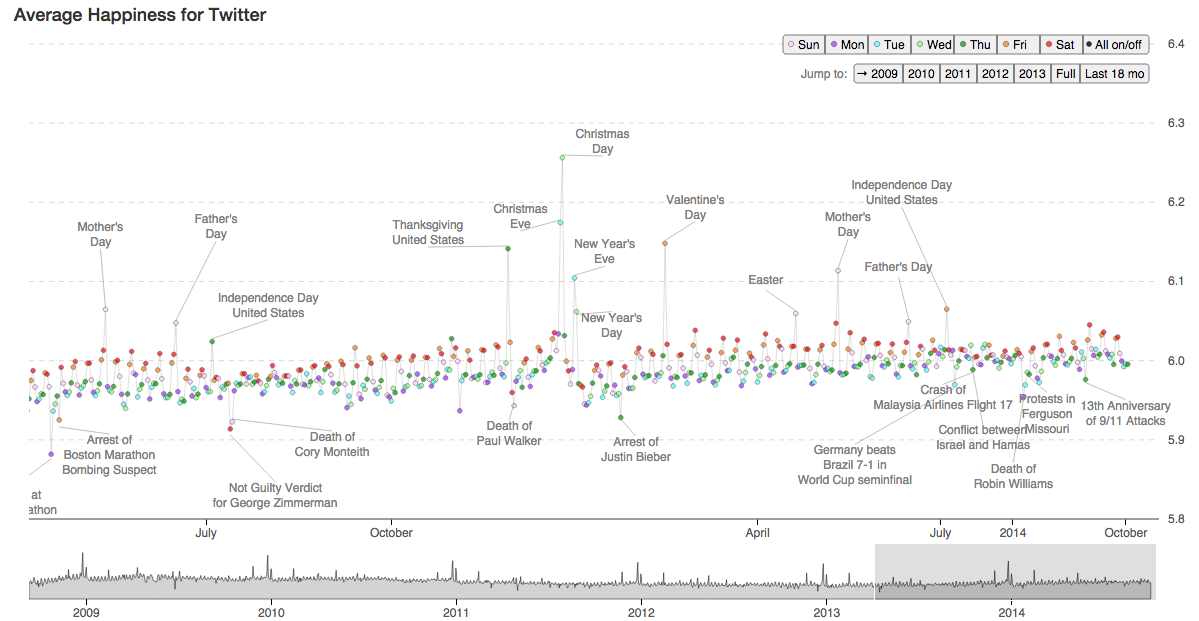 Average Happiness for Twitter
6.4
Sun Mon Tue Wed Thu Fri Sat All on/off
Jump to: → 2009 2010 2011 2012 2013 Full Last 18 mo
6.3
Christmas
Day
Independence Day
United States
6.2
Mother's
Day
Father's
Day
Thanksgiving
United States
Christmas
Eve
New Year's
Eve
Valentine's
Day
Mother's
Day
Father's Day
Easter
6.1
Independence Day
United States
New Year's
Day
6.0
Crash of
Malaysia Airlines Flight 17
Protests in
Ferguson
Missouri
13th Anniversary
of 9/11 Attacks
5.9
Arrest of
Boston Marathon
Bombing Suspect
Death of
Cory Monteith
Death of
Paul Walker
Arrest of
Justin Bieber
Conflict between
Israel and Hamas
Germany beats
Brazil 7-1 in
World Cup seminfinal
Death of
Robin Williams
Not Guilty Verdict
for George Zimmerman
at
athon
5.8
July October April July 2014 October
2009 2010 2011 2012 2013 2014